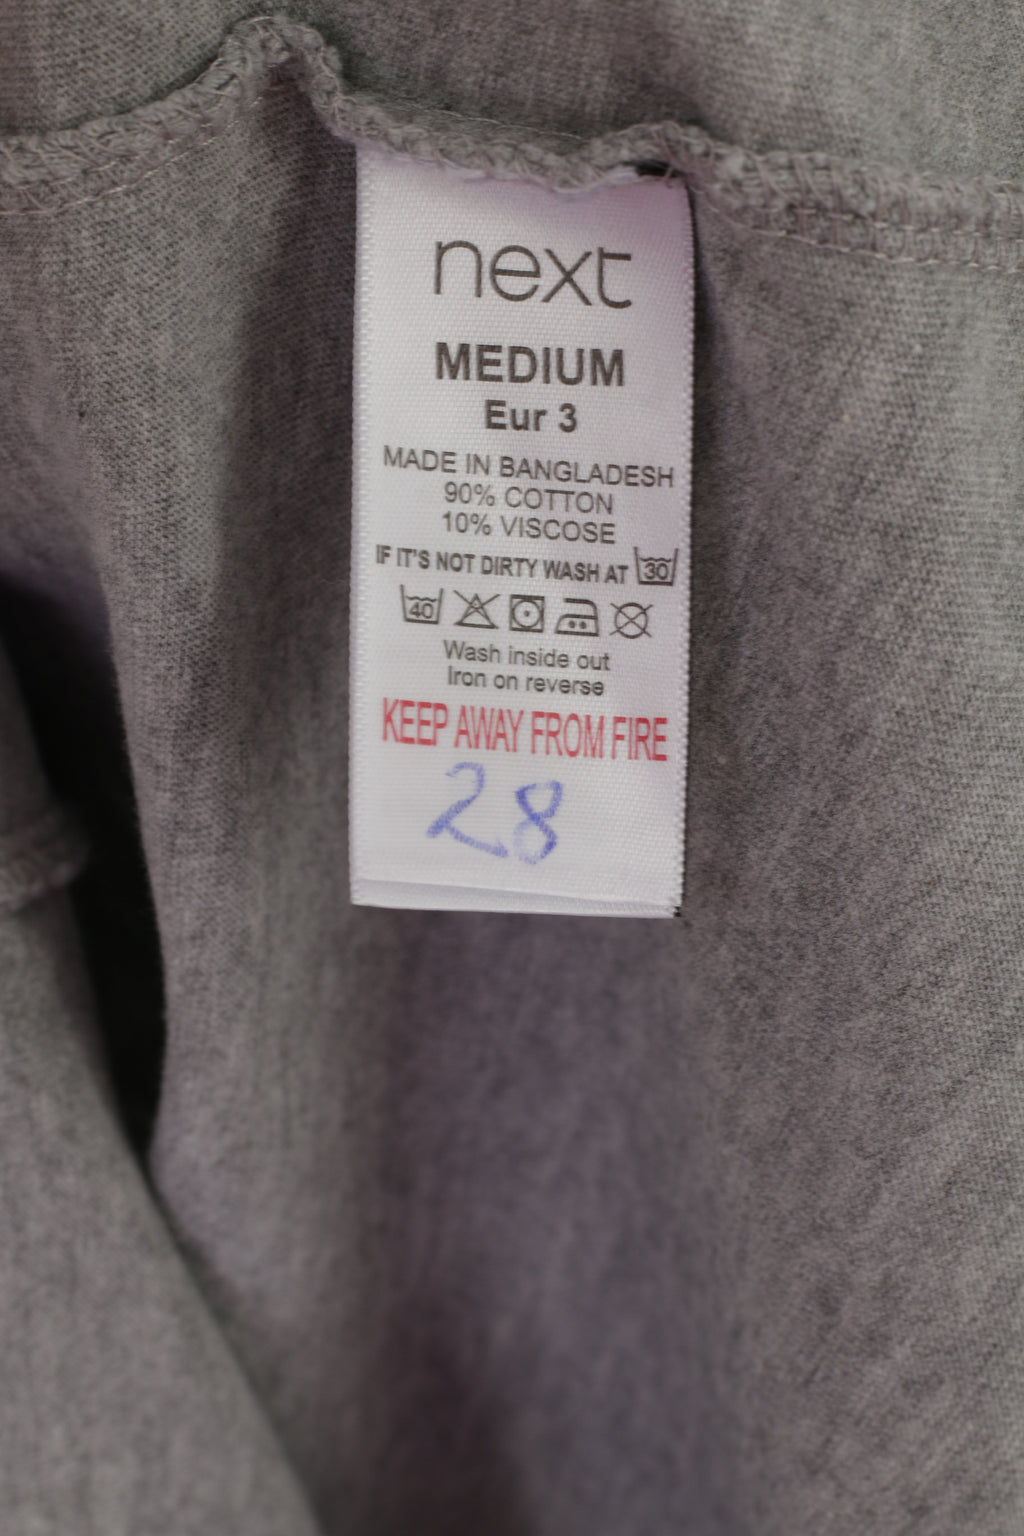 next
MEDIUM
Eur 3
MADE IN BANGLADESH
90% COTTON
10% VISCOSE
IF IT'S NOT DIRTY WASH AT 30
40
Wash inside out
Iron on reverse
KEEP AWAY FROM FIRE
28